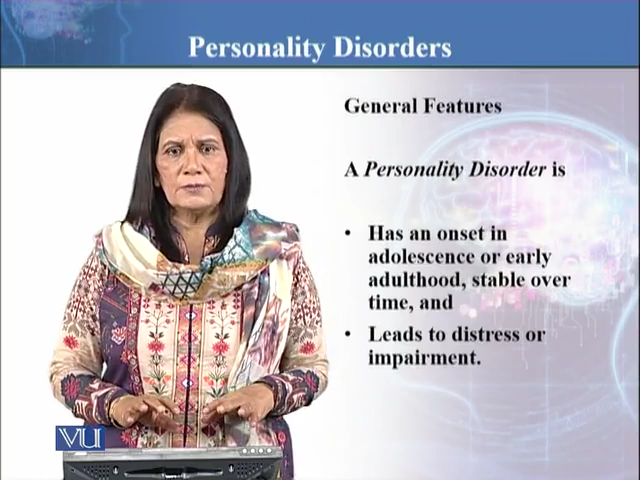 Personality Disorders
General Features
A Personality Disorder is
• Has an onset in
adolescence or early
adulthood, stable over
time, and
• Leads to distress or
impairment.
VU